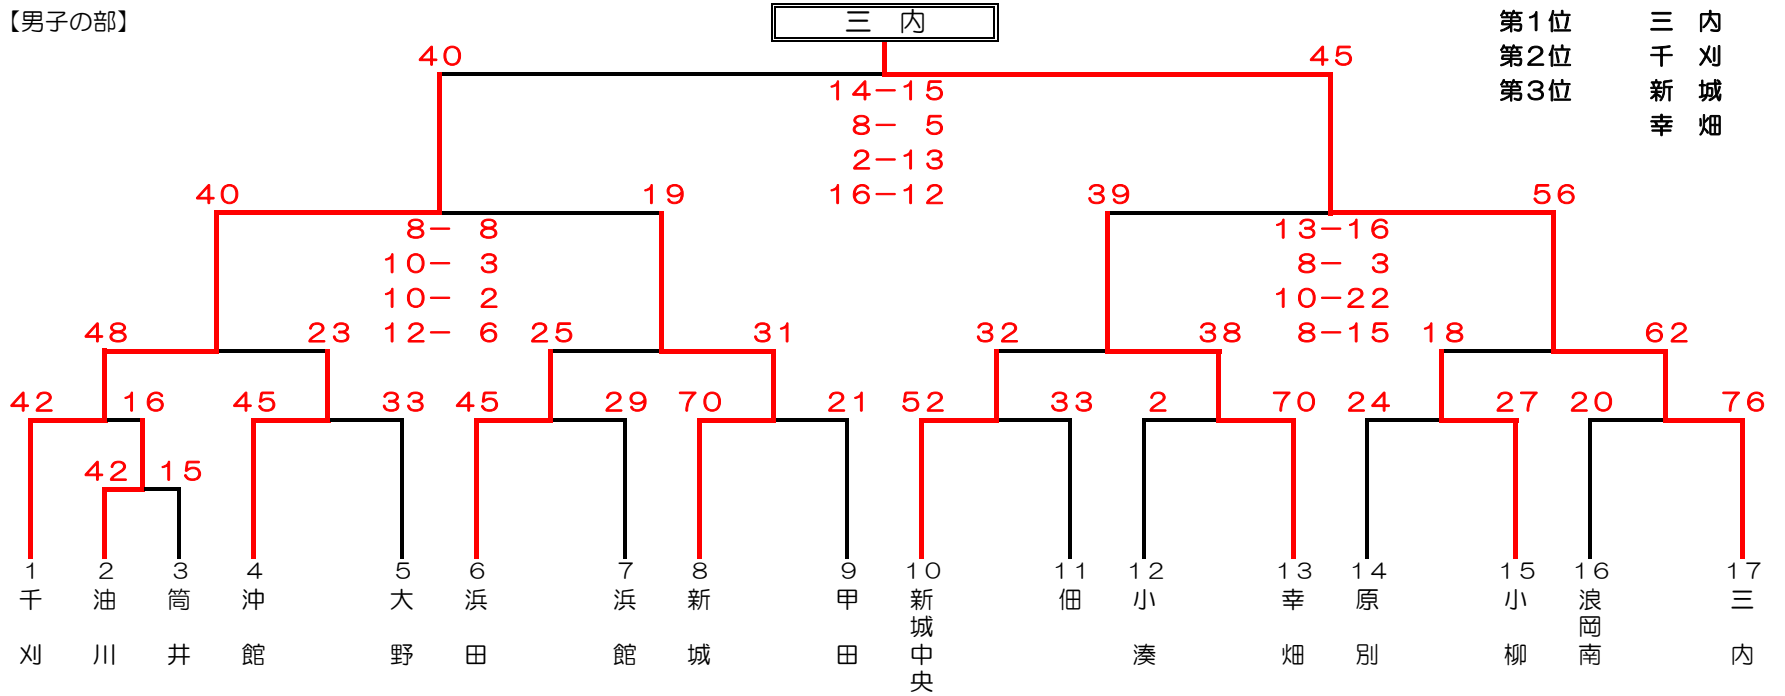 【男子の部】
三　内
第１位　三　内
第２位　千　刈
第３位　新　城
幸　畑
40　45
14－15
8－　5
2－13
16－12
40　19　39　56
8－　8　13－16
10－　3　8－　3
10－　2　10－22
12－　6　8－15
48　23　25　31　32　38　18　62
42　16　45　33　45　29　70　21　52　33　2　70　24　27　20　76
42　15
1　2　3　4　5　6　7　8　9　10　11　12　13　14　15　16　17
千刈　油川　筒井　沖館　大野　浜田　浜館　新城　甲田　新城中央　佃　小湊　幸畑　原別　小柳　浪岡南　三内